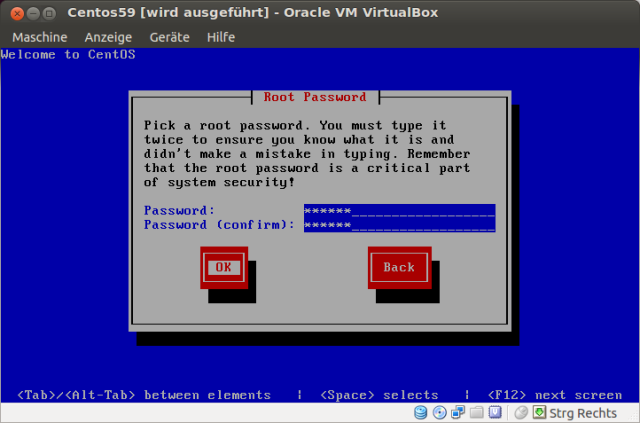 Centos59 [wird ausgeführt] - Oracle VM VirtualBox
Maschine Anzeige Geräte Hilfe
Welcome to CentOS
Root Password
Pick a root password. You must type it
twice to ensure you know what it is and
didn't make a mistake in typing. Remember
that the root password is a critical part
of system security!
Password: ******__________________
Password (confirm): ******__________________
OK Back
<Tab>/<Alt-Tab> between elements | <Space> selects | <F12> next screen
Strg Rechts